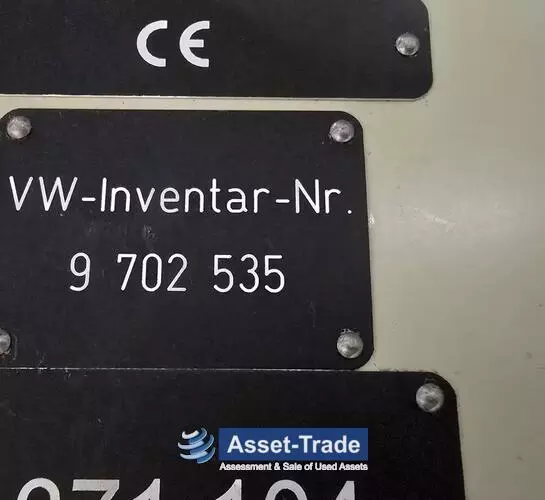 CE
VW-Inventar-Nr.
9 702 535
Asset-Trade
Assessment & Sale of Used Assets